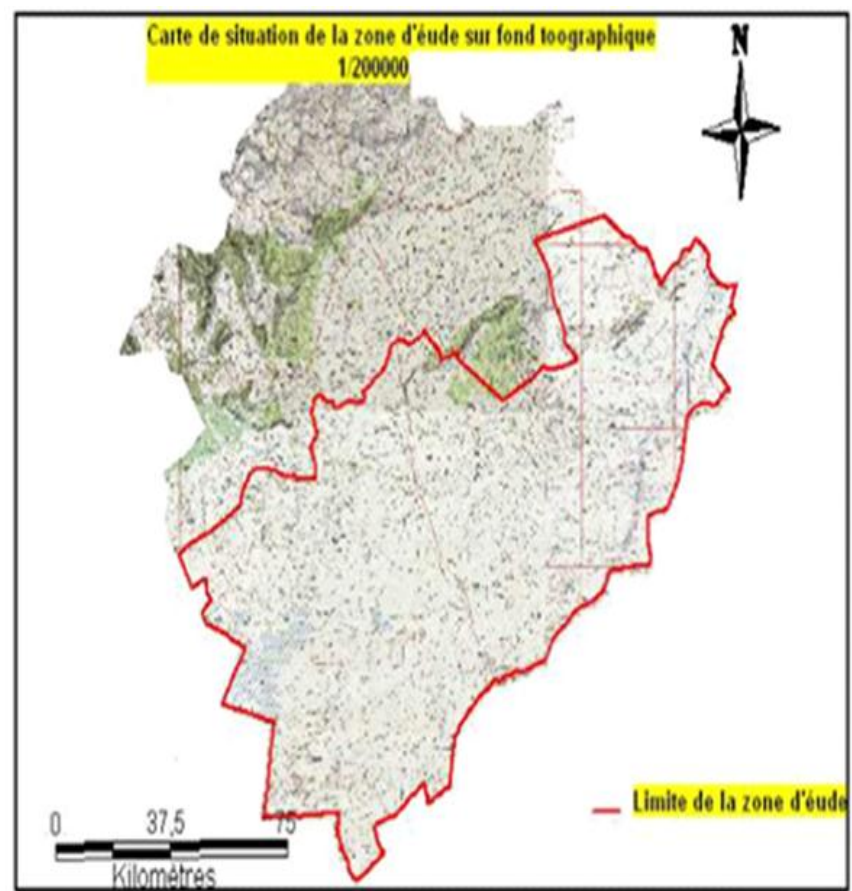 Carte de situation de la zone d'éude sur fond toographique
1/200000
N
Limite de la zone d'éude
0 37,5 75
Kilomètres